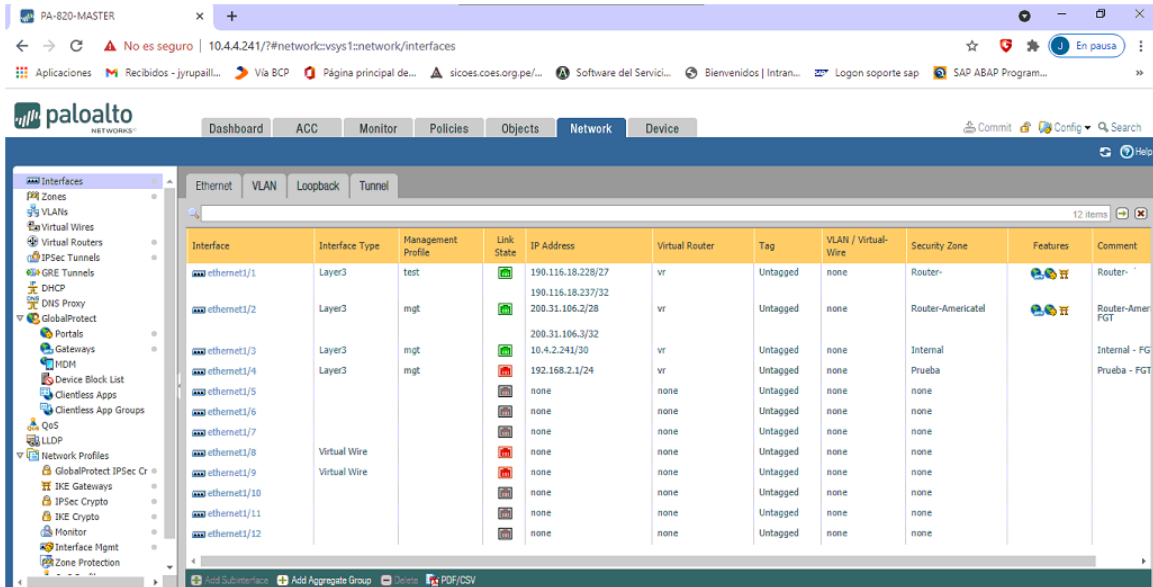 PA-820-MASTER
No es seguro | 10.4.4.241/?#network::vsys1::network/interfaces
J En pausa
Aplicaciones Recibidos - jyrupaill... Vía BCP Página principal de... sicoes.coes.org.pe/... Software del Servici... Bienvenidos | Intran... Logon soporte sap SAP ABAP Program... »
paloalto
NETWORKS
Dashboard ACC Monitor Policies Objects Network Device Commit Config Search
Help
Interfaces
Zones
VLANs
Virtual Wires
Virtual Routers
IPSec Tunnels
GRE Tunnels
DHCP
DNS Proxy
GlobalProtect
Portals
Gateways
MDM
Device Block List
Clientless Apps
Clientless App Groups
QoS
LLDP
Network Profiles
GlobalProtect IPSec Cr
IKE Gateways
IPSec Crypto
IKE Crypto
Monitor
Interface Mgmt
Zone Protection
Ethernet VLAN Loopback Tunnel
12 items
Interface Interface Type Management Profile Link State IP Address Virtual Router Tag VLAN / Virtual-Wire Security Zone Features Comment
ethernet1/1 Layer3 test 190.116.18.228/27 vr Untagged none Router- Router-
190.116.18.237/32
ethernet1/2 Layer3 mgt 200.31.106.2/28 vr Untagged none Router-Americatel Router-Amer
FGT
200.31.106.3/32
ethernet1/3 Layer3 mgt 10.4.2.241/30 vr Untagged none Internal Internal - FG
ethernet1/4 Layer3 mgt 192.168.2.1/24 vr Untagged none Prueba Prueba - FGT
ethernet1/5 none none Untagged none none
ethernet1/6 none none Untagged none none
ethernet1/7 none none Untagged none none
ethernet1/8 Virtual Wire none none Untagged none none
ethernet1/9 Virtual Wire none none Untagged none none
ethernet1/10 none none Untagged none none
ethernet1/11 none none Untagged none none
ethernet1/12 none none Untagged none none
Add Subinterface Add Aggregate Group Delete PDF/CSV